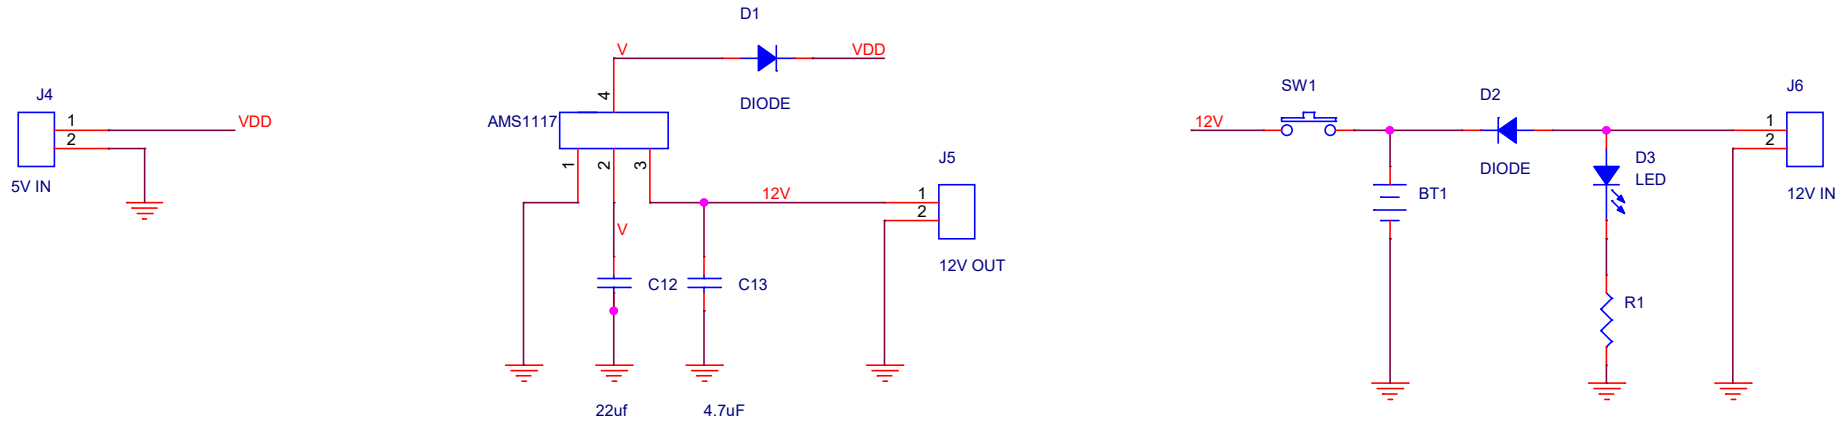 J4
1
2
VDD
5V IN
D1
V
VDD
DIODE
4
AMS1117
1
2
3
V
12V
J5
1
2
12V OUT
C12
C13
22uf
4.7uF
SW1
12V
D2
DIODE
BT1
D3
LED
R1
J6
1
2
12V IN